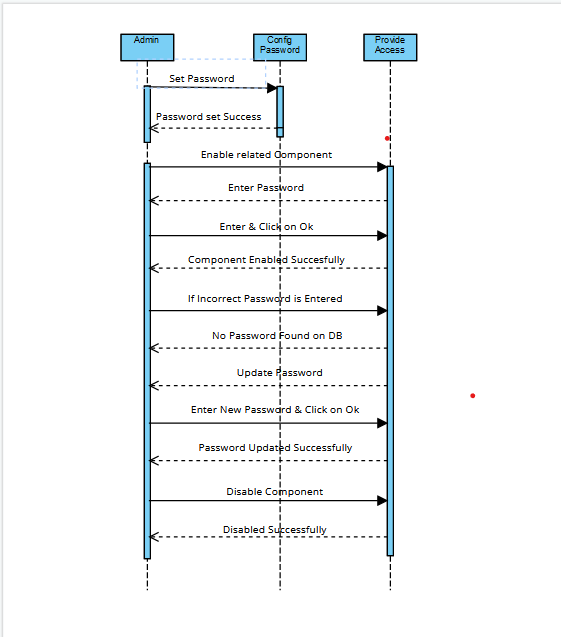 Admin
Config
Password
Provide
Access
Set Password
Password set Success
Enable related Component
Enter Password
Enter & Click on Ok
Component Enabled Succesfully
If Incorrect Password is Entered
No Password Found on DB
Update Password
Enter New Password & Click on Ok
Password Updated Successfully
Disable Component
Disabled Successfully